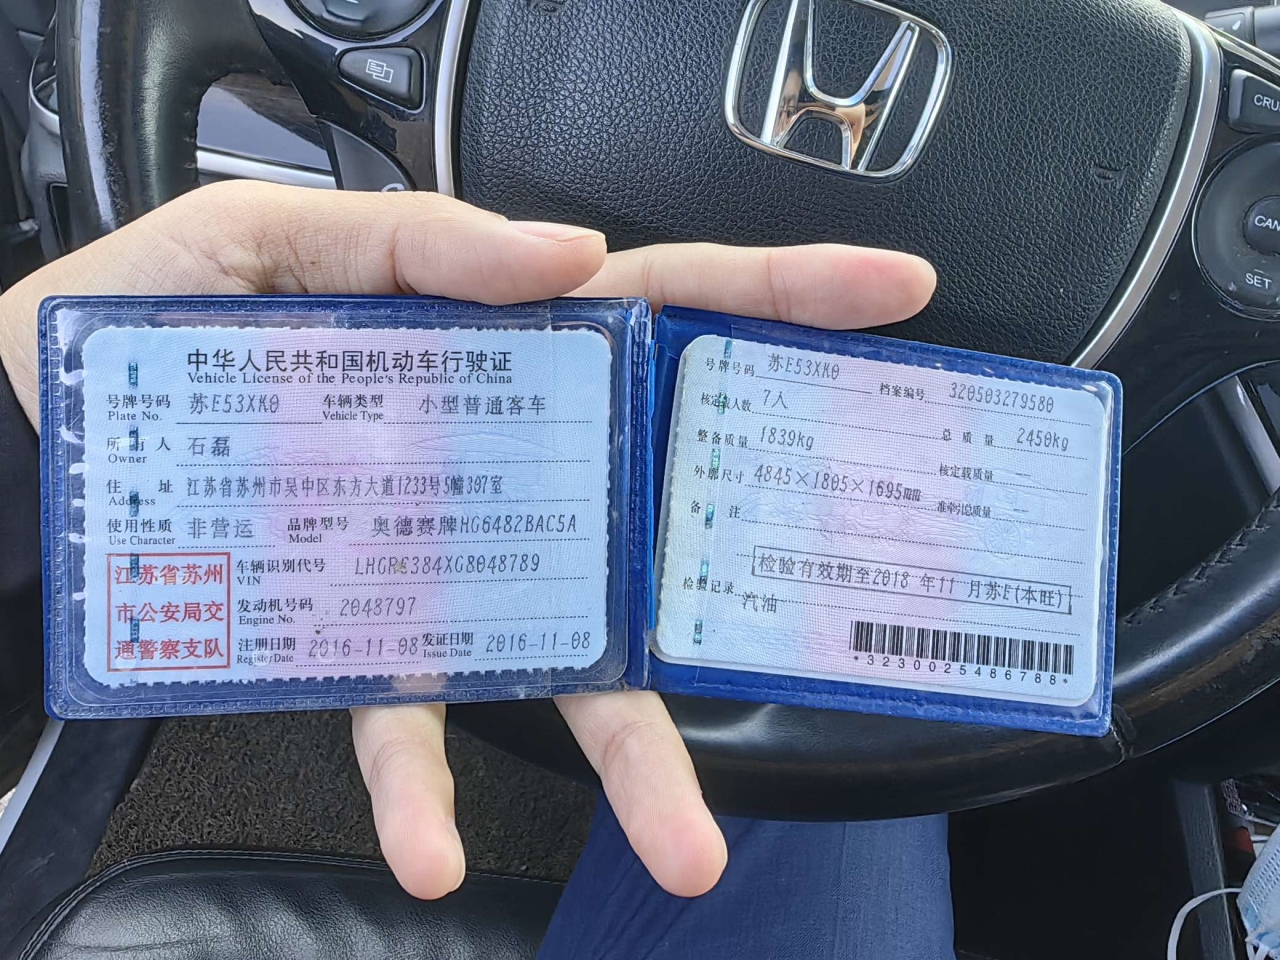 CRU
CAN
SET
中华人民共和国机动车行驶证
Vehicle License of the People's Republic of China
号牌号码 苏E53XK0 车辆类型 小型普通客车
Plate No. Vehicle Type
所有人 石磊
Owner
住址 江苏省苏州市吴中区东方大道1233号5幢307室
Address
使用性质 非营运 品牌型号 奥德赛牌HG6482BAC5A
Use Character Model
江苏省苏州
市公安局交
通警察支队
车辆识别代号
VIN
发动机号码 2048797
Engine No.
注册日期 2016-11-08 发证日期 2016-11-08
Register Date Issue Date
号牌号码 苏E53XK0 档案编号 320503279580
核定载人数 7人 总质量 2450kg
整备质量 1839kg 核定载质量 --
外廓尺寸 4845×1805×1695mm 准牵引总质量 --
备注
检验有效期至2018 年11 月苏E(本旺)
检验记录
汽油
*3230025486788*